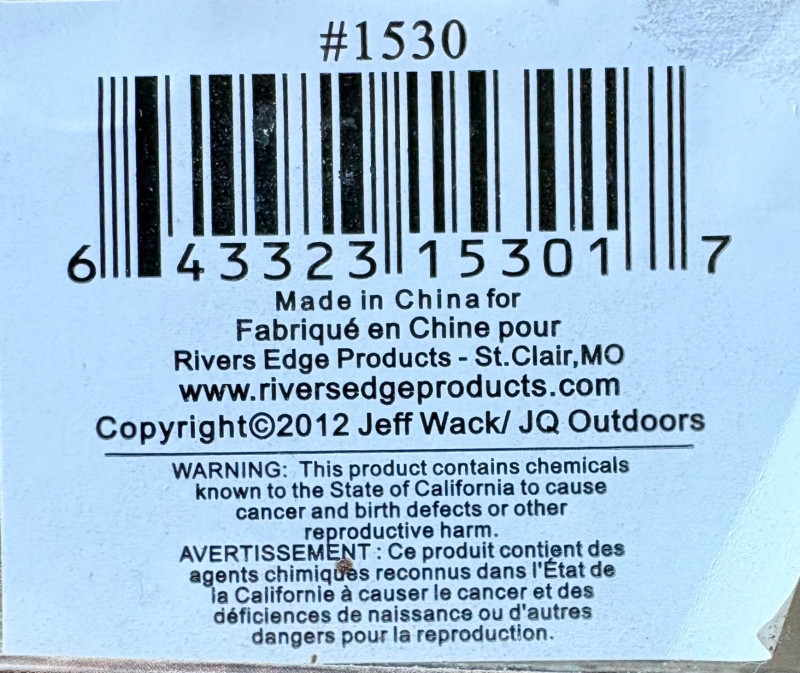 #1530
6 43323 15301 7
Made in China for
Fabriqué en Chine pour
Rivers Edge Products - St.Clair,MO
www.riversedgeproducts.com
Copyright©2012 Jeff Wack/ JQ Outdoors
WARNING: This product contains chemicals
known to the State of California to cause
cancer and birth defects or other
reproductive harm.
AVERTISSEMENT : Ce produit contient des
agents chimiques reconnus dans l'État de
la Californie à causer le cancer et des
déficiences de naissance ou d'autres
dangers pour la reproduction.